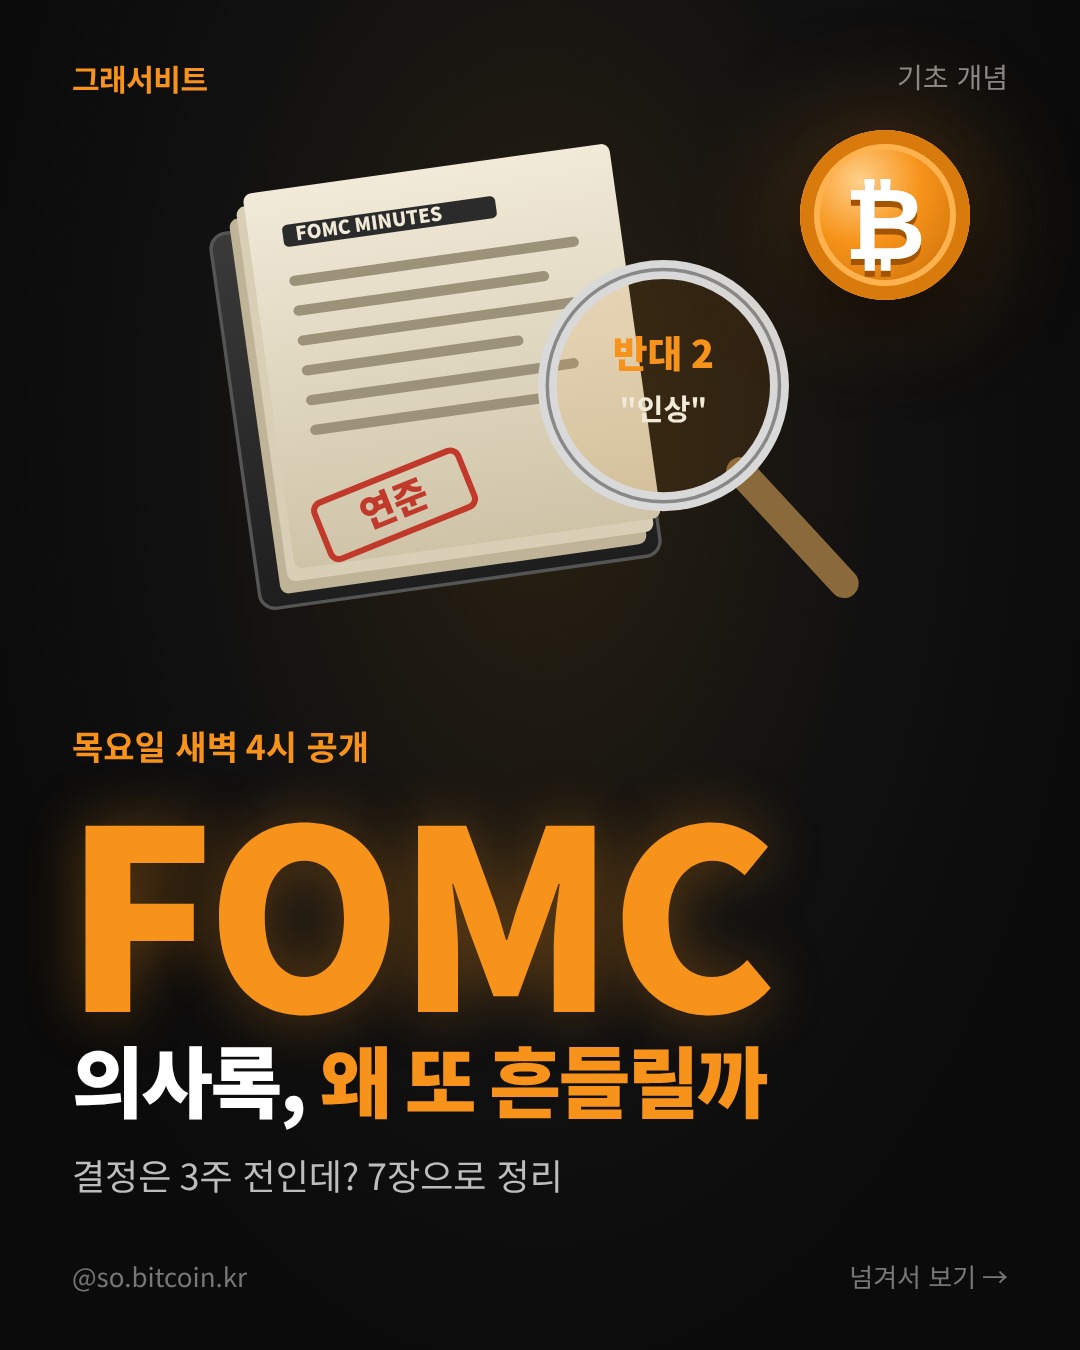 그래서비트
기초 개념
FOMC MINUTES
반대 2
"인상"
연준
목요일 새벽 4시 공개
FOMC
의사록, 왜 또 흔들릴까
결정은 3주 전인데? 7장으로 정리
@so.bitcoin.kr
넘겨서 보기 →